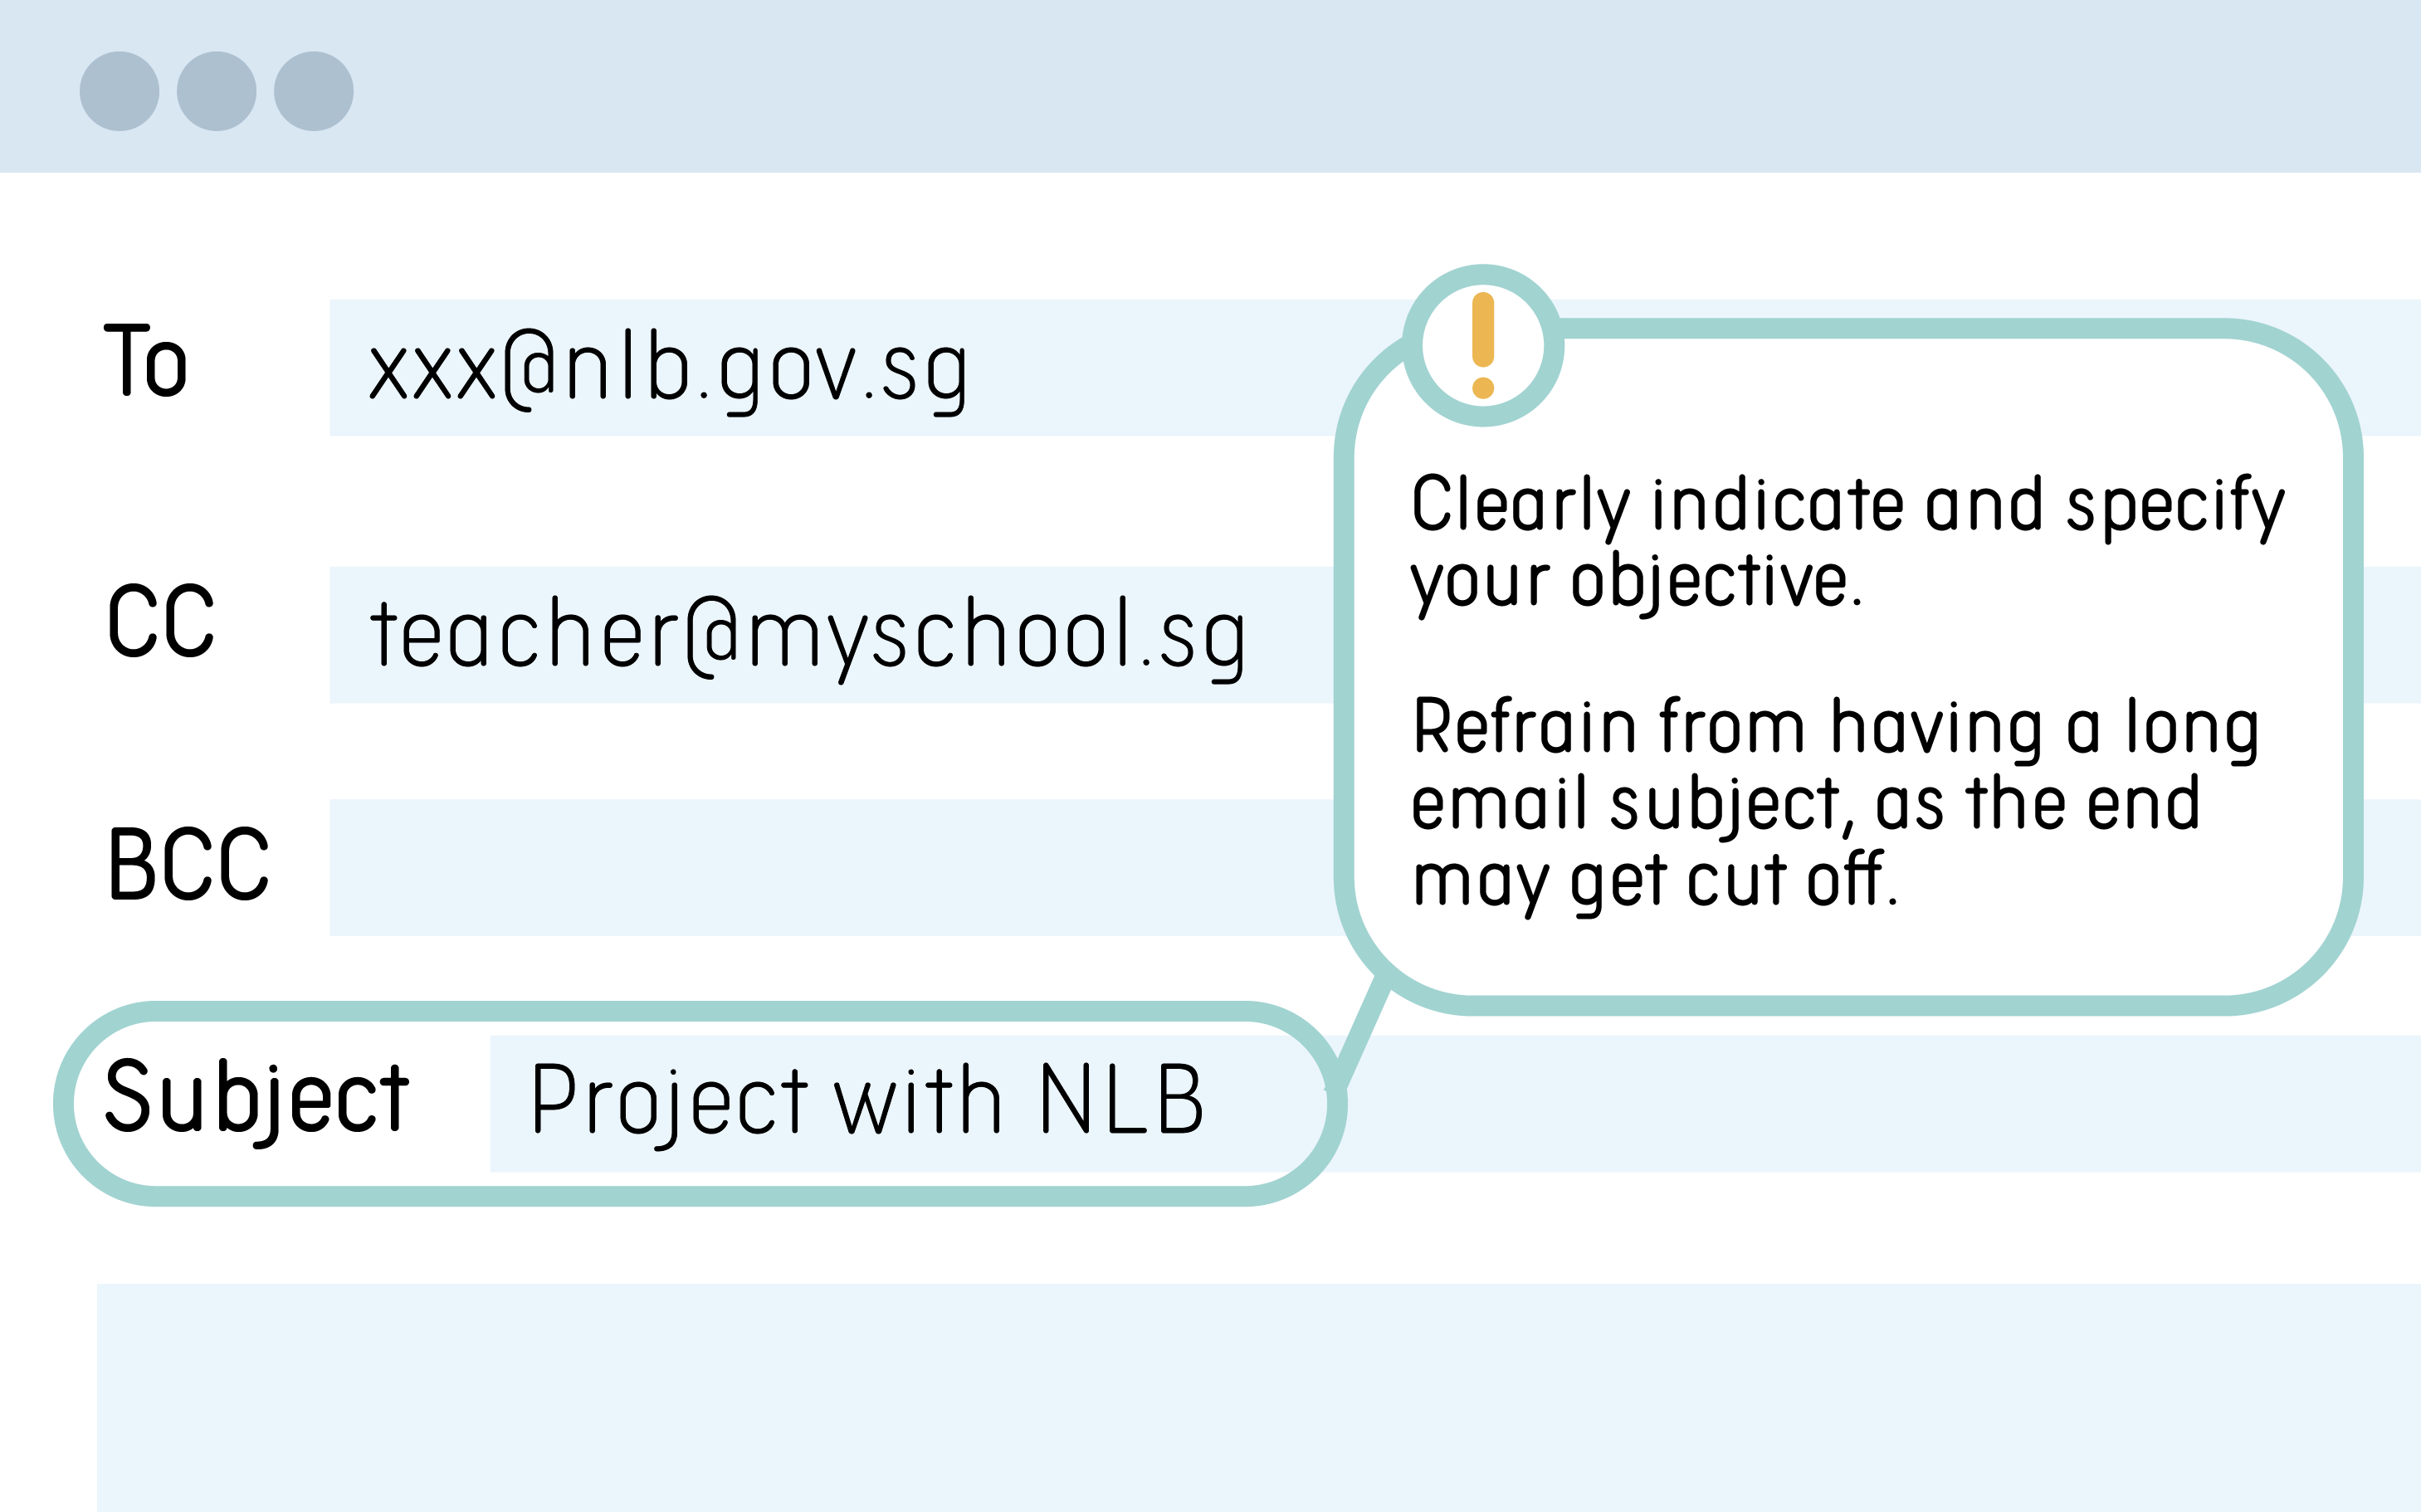 To xxx@nlb.gov.sg
CC teacher@myschool.sg
BCC
Subject Project with NLB
!
Clearly indicate and specify
your objective.
Refrain from having a long
email subject, as the end
may get cut off.